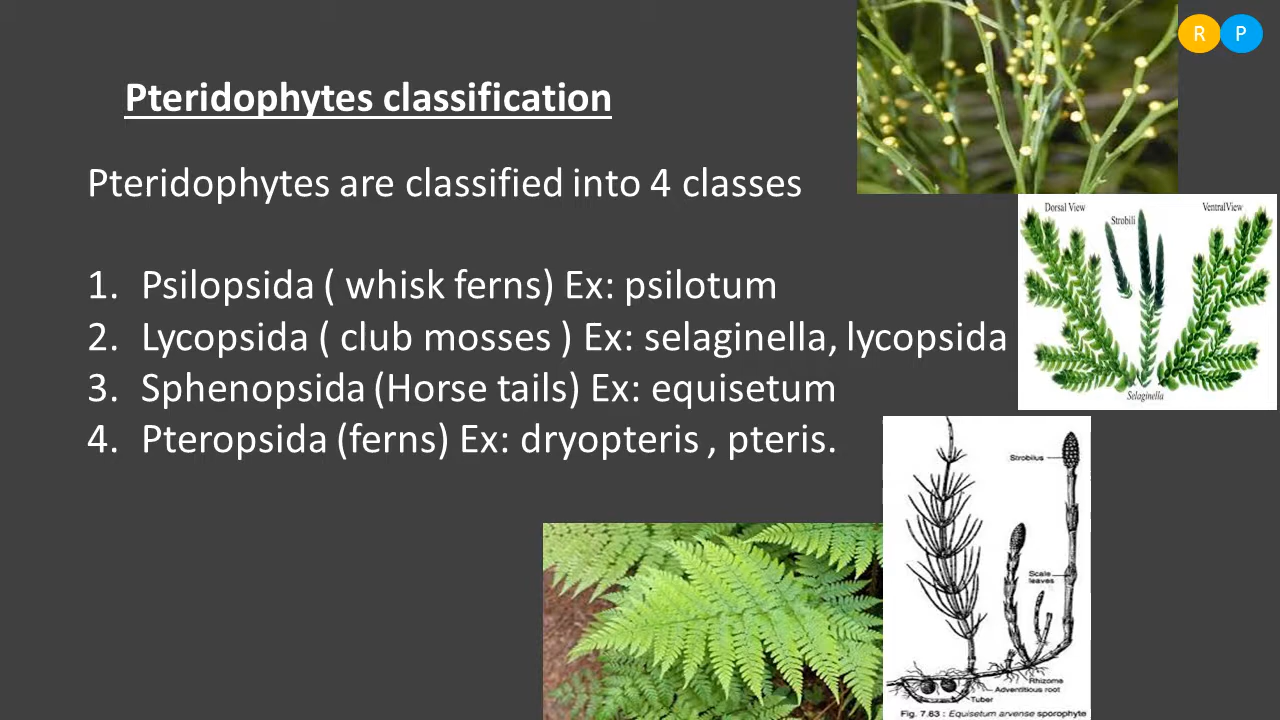 R P
Pteridophytes classification
Pteridophytes are classified into 4 classes
1. Psilopsida ( whisk ferns) Ex: psilotum
2. Lycopsida ( club mosses ) Ex: selaginella, lycopsida
3. Sphenopsida (Horse tails) Ex: equisetum
4. Pteropsida (ferns) Ex: dryopteris , pteris.
Dorsal View
Strobili
VentralView
Selaginella
Strobilus
Scale
leaves
Rhizome
Adventitious root
Tuber
Fig. 7.63 : Equisetum arvense sporophyte